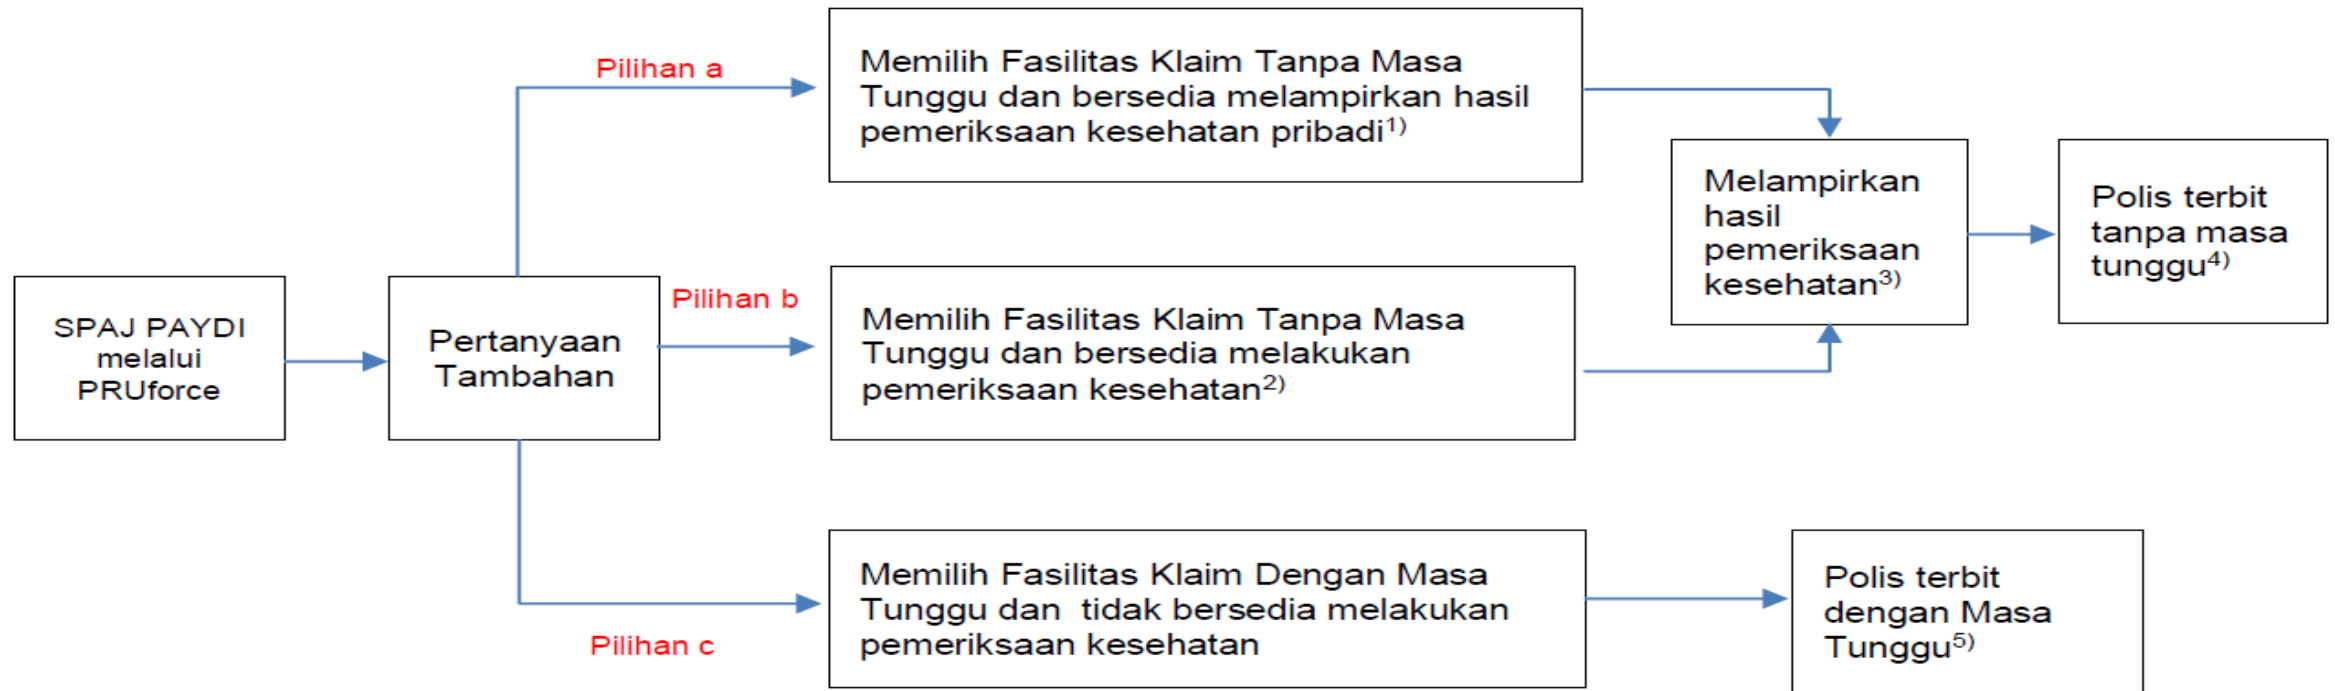 SPAJ PAYDI
melalui
PRUforce
Pertanyaan
Tambahan
Pilihan a
Memilih Fasilitas Klaim Tanpa Masa
Tunggu dan bersedia melampirkan hasil
pemeriksaan kesehatan pribadi¹⁾
Pilihan b
Memilih Fasilitas Klaim Tanpa Masa
Tunggu dan bersedia melakukan
pemeriksaan kesehatan²⁾
Melampirkan
hasil
pemeriksaan
kesehatan³⁾
Polis terbit
tanpa masa
tunggu⁴⁾
Pilihan c
Memilih Fasilitas Klaim Dengan Masa
Tunggu dan tidak bersedia melakukan
pemeriksaan kesehatan
Polis terbit
dengan Masa
Tunggu⁵⁾